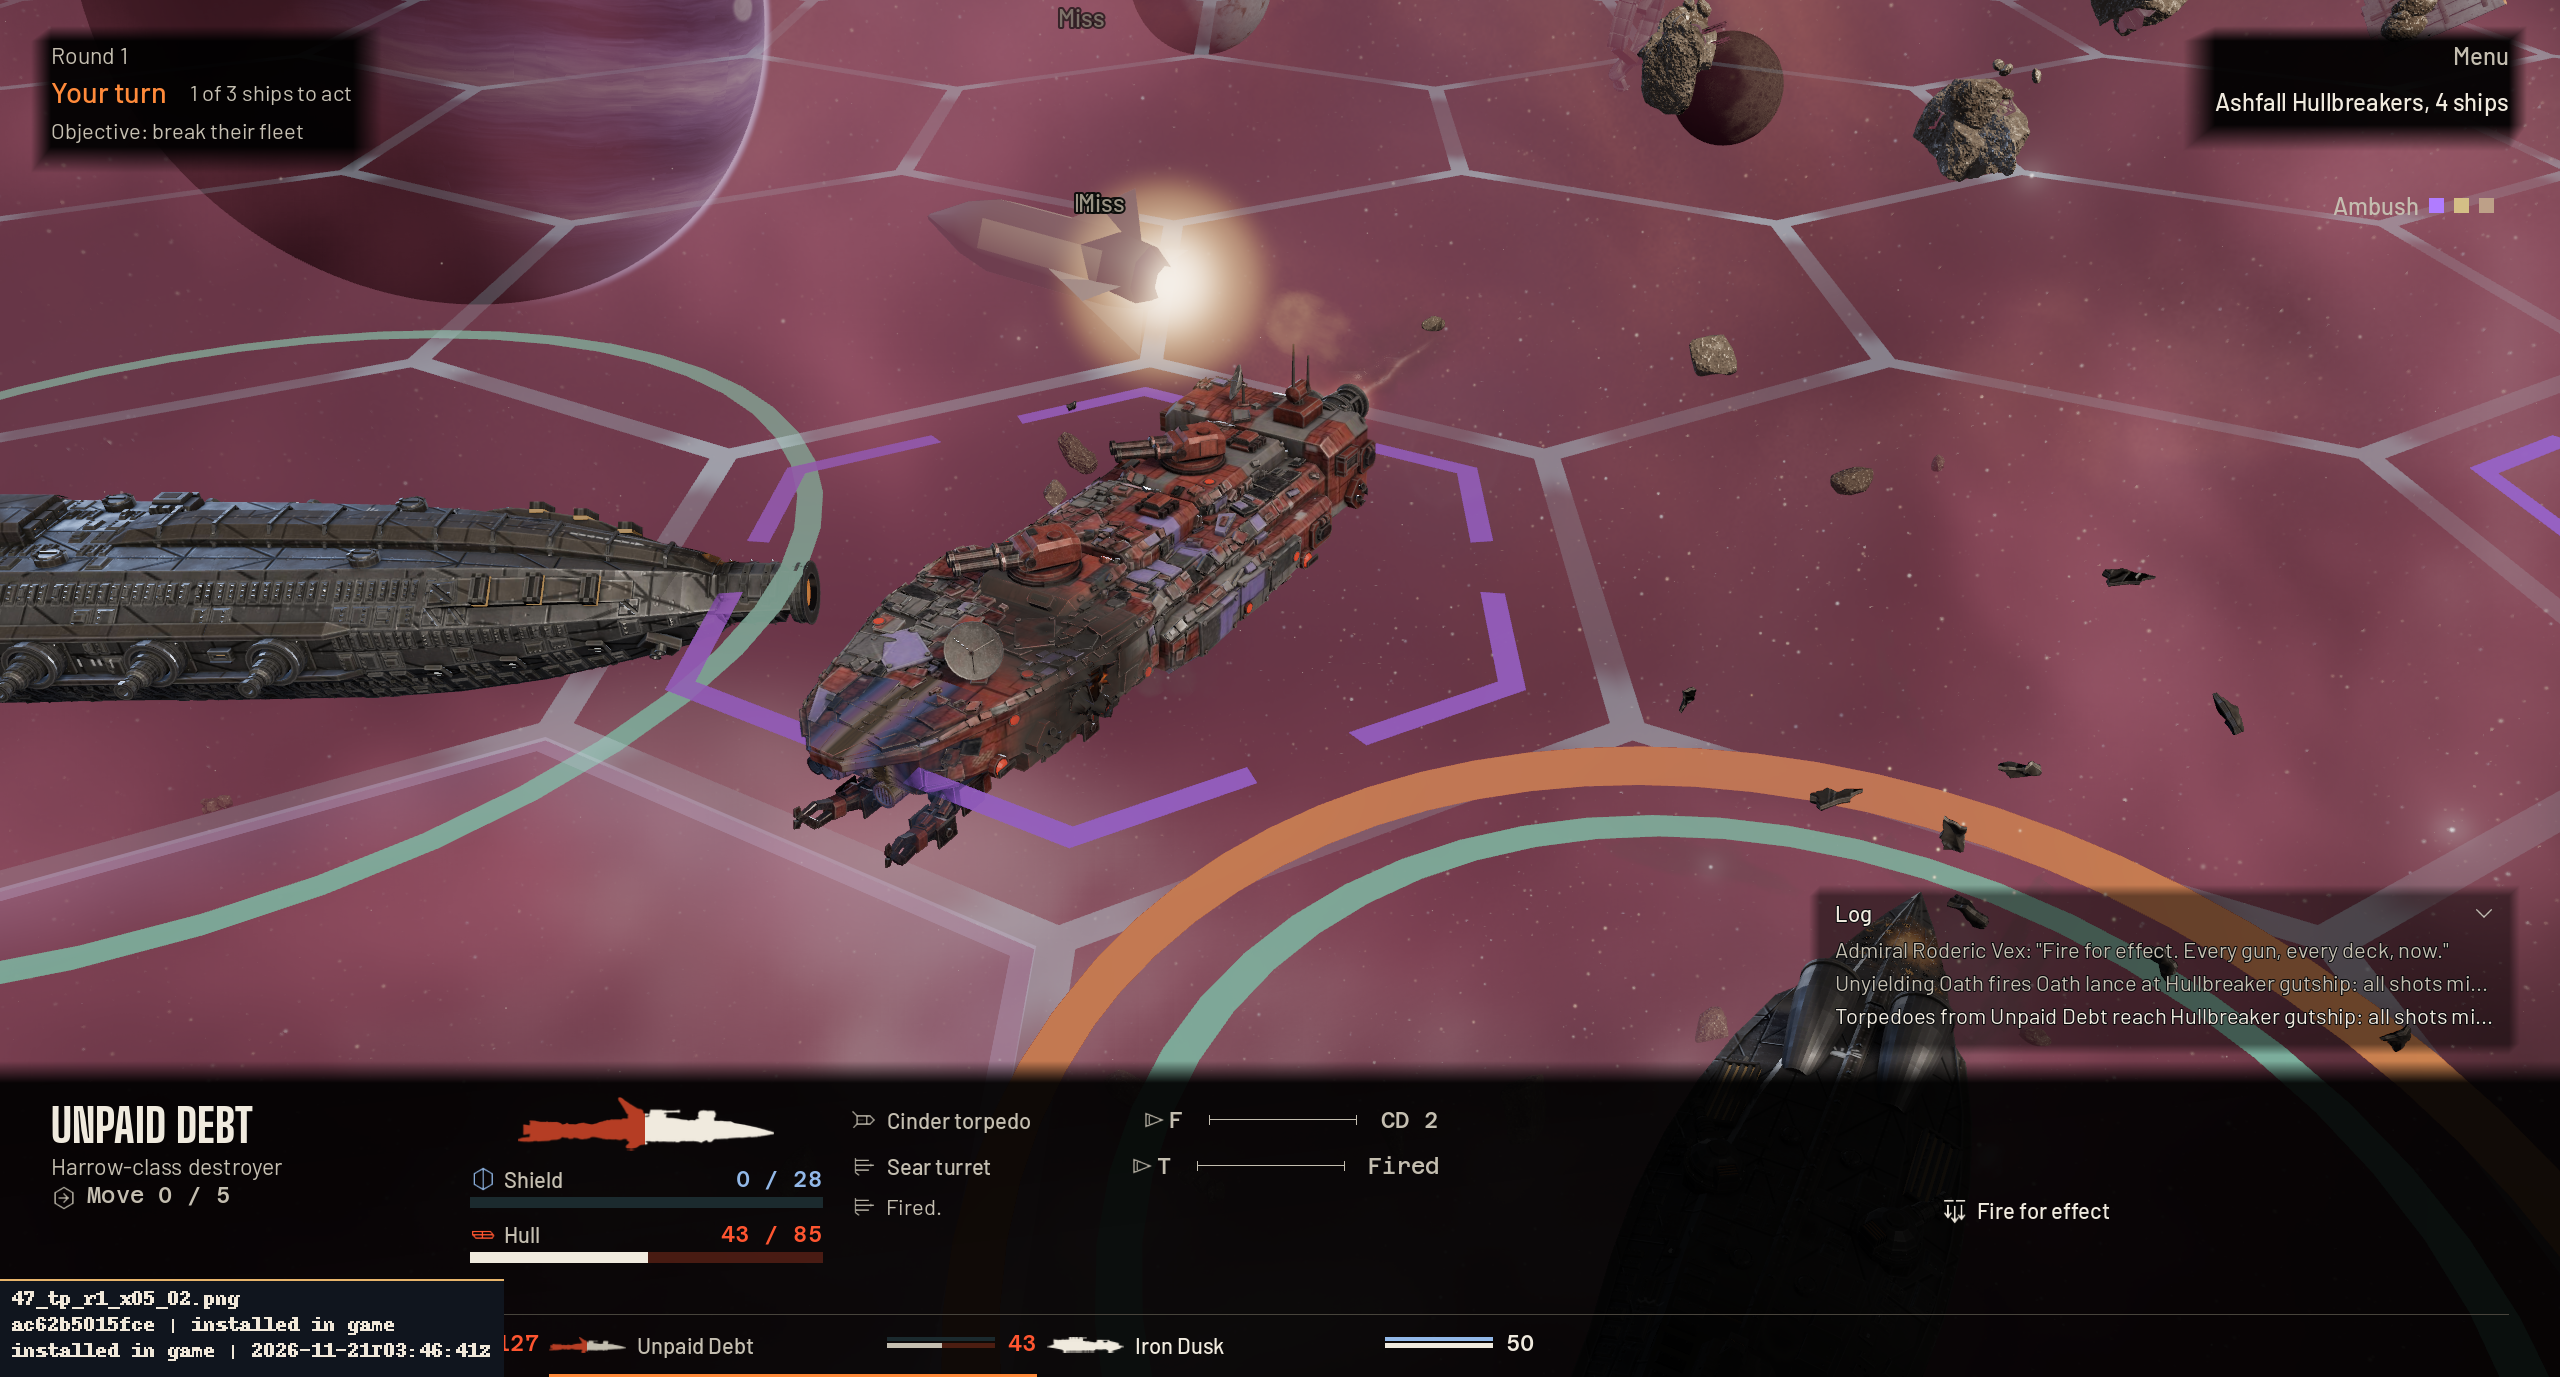 Miss
Round 1
Your turn 1 of 3 ships to act
Objective: break their fleet
Menu
Ashfall Hullbreakers, 4 ships
Ambush
Miss
Log
Admiral Roderic Vex: "Fire for effect. Every gun, every deck, now."
Unyielding Oath fires Oath lance at Hullbreaker gutship: all shots mi...
Torpedoes from Unpaid Debt reach Hullbreaker gutship: all shots mi...
UNPAID DEBT
Harrow-class destroyer
Move 0 / 5
Shield 0 / 28
Hull 43 / 85
Cinder torpedo F CD 2
Sear turret T Fired
Fired.
Fire for effect
47_tp_r1_x05_02.png
ac62b5015fce | installed in game
installed in game | 2026-11-21T03:46:41Z
127 Unpaid Debt 43 Iron Dusk 50